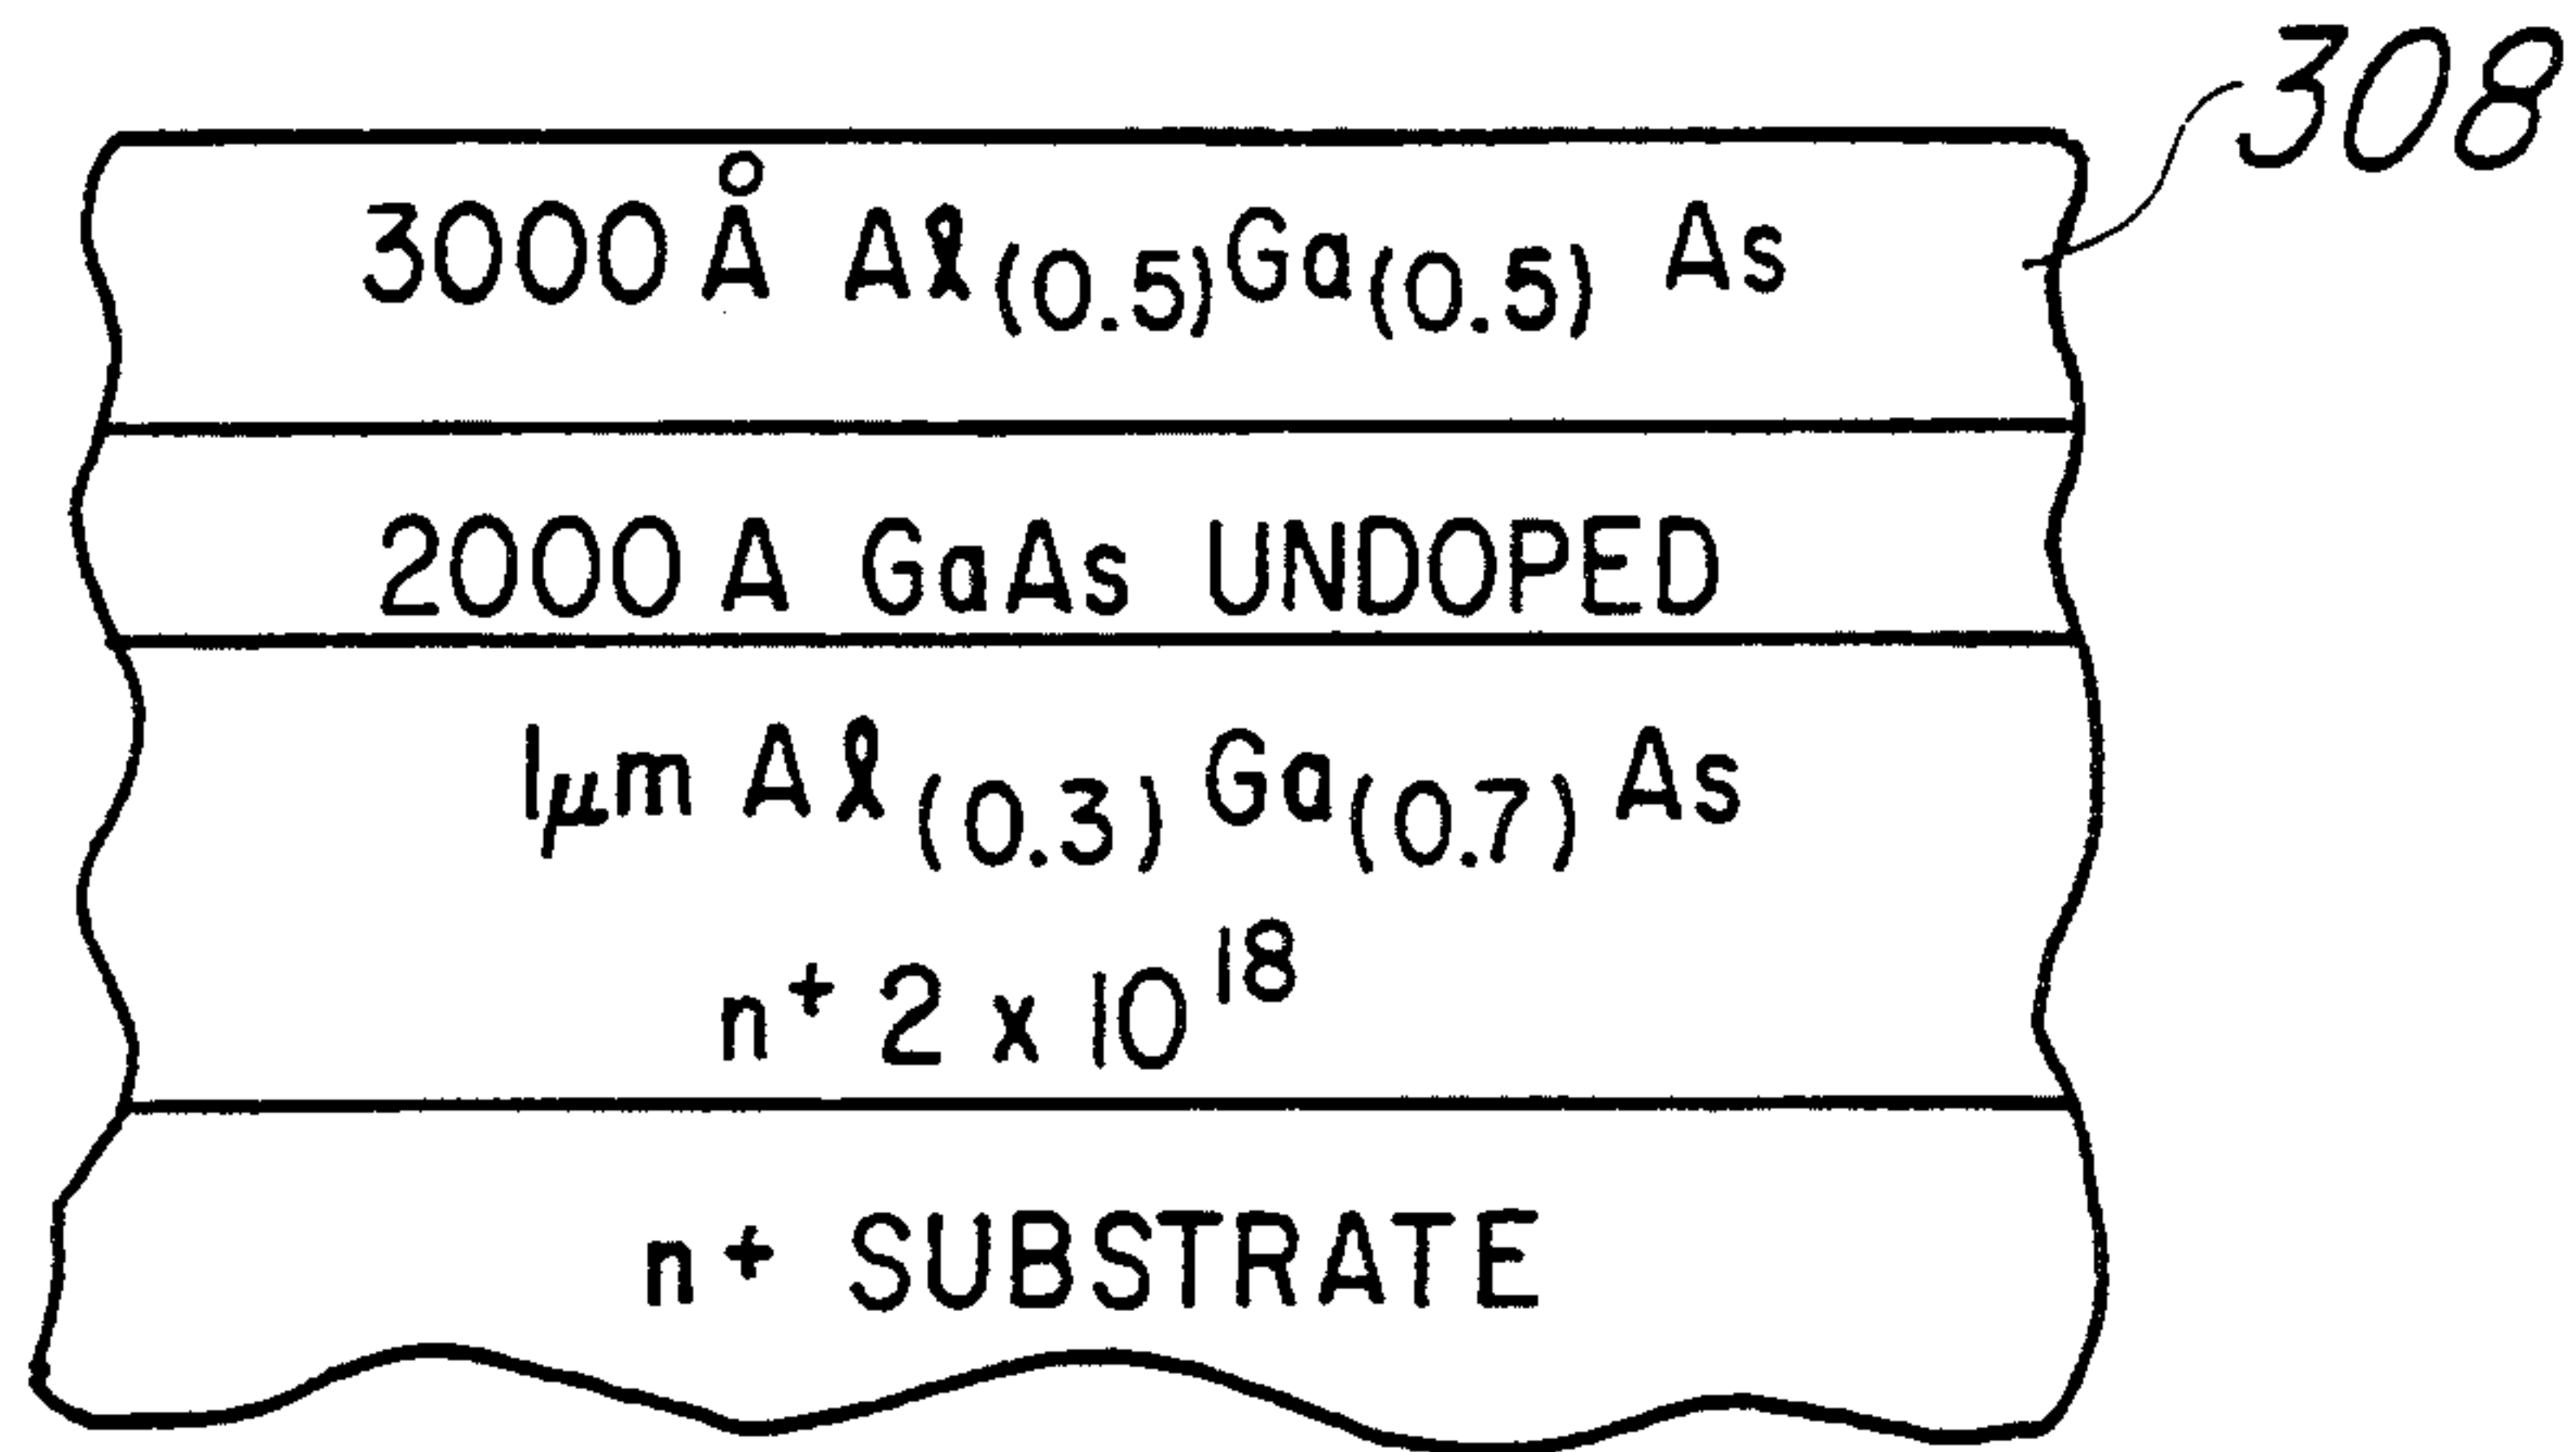 308
3000 Å Aℓ(0.5)Ga(0.5) As
2000 A GaAs UNDOPED
1μm Aℓ(0.3) Ga(0.7) As
n+ 2 x 10^18
n+ SUBSTRATE